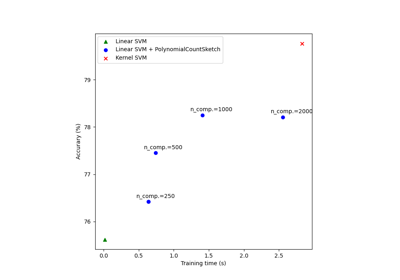 Linear SVM
Linear SVM + PolynomialCountSketch
Kernel SVM
79
78
77
76
Accurary (%)
n_comp.=1000
n_comp.=2000
n_comp.=500
n_comp.=250
0.0 0.5 1.0 1.5 2.0 2.5
Training time (s)